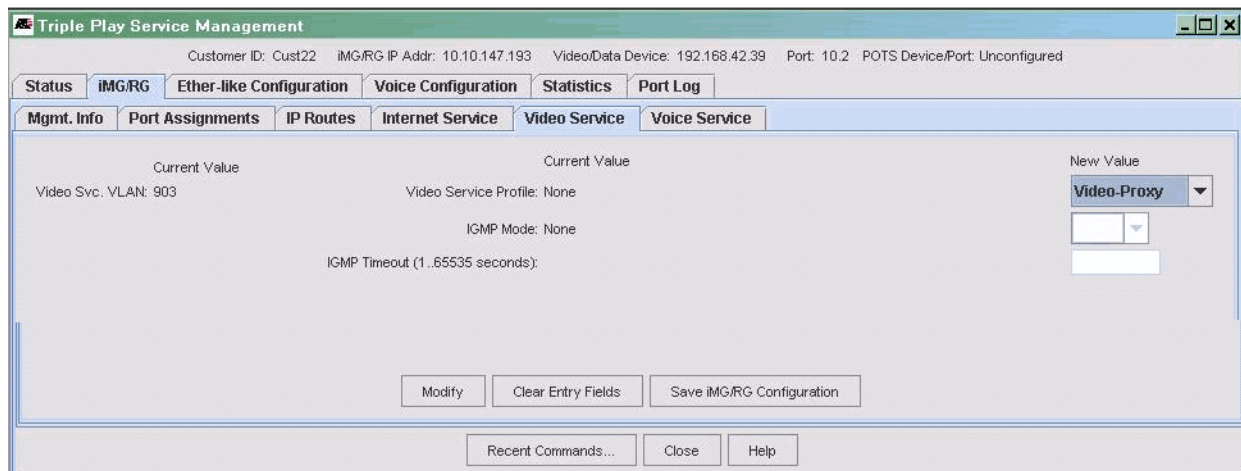 Triple Play Service Management
Customer ID: Cust22 iMG/RG IP Addr: 10.10.147.193 Video/Data Device: 192.168.42.39 Port: 10.2 POTS Device/Port: Unconfigured
Status iMG/RG Ether-like Configuration Voice Configuration Statistics Port Log
Mgmt. Info Port Assignments IP Routes Internet Service Video Service Voice Service
Current Value Current Value New Value
Video Svc. VLAN: 903 Video Service Profile: None Video-Proxy
IGMP Mode: None
IGMP Timeout (1..65535 seconds):
Modify Clear Entry Fields Save iMG/RG Configuration
Recent Commands... Close Help